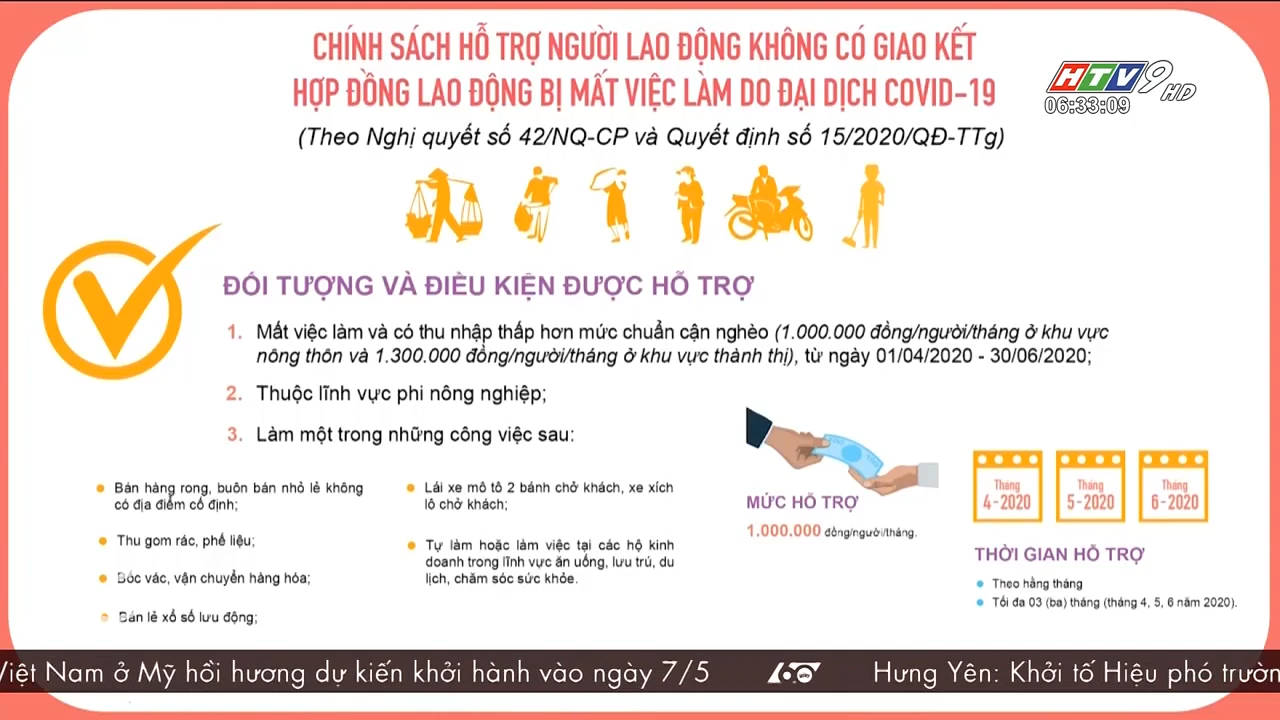 CHÍNH SÁCH HỖ TRỢ NGƯỜI LAO ĐỘNG KHÔNG CÓ GIAO KẾT
HỢP ĐỒNG LAO ĐỘNG BỊ MẤT VIỆC LÀM DO ĐẠI DỊCH COVID-19
HTV9 HD
06:33:09
(Theo Nghị quyết số 42/NQ-CP và Quyết định số 15/2020/QĐ-TTg)
ĐỐI TƯỢNG VÀ ĐIỀU KIỆN ĐƯỢC HỖ TRỢ
1. Mất việc làm và có thu nhập thấp hơn mức chuẩn cận nghèo (1.000.000 đồng/người/tháng ở khu vực
nông thôn và 1.300.000 đồng/người/tháng ở khu vực thành thị), từ ngày 01/04/2020 - 30/06/2020;
2. Thuộc lĩnh vực phi nông nghiệp;
3. Làm một trong những công việc sau:
Bán hàng rong, buôn bán nhỏ lẻ không
có địa điểm cố định;
Thu gom rác, phế liệu;
Bốc vác, vận chuyển hàng hóa;
Bán lẻ xổ số lưu động;
Lái xe mô tô 2 bánh chở khách, xe xích
lô chở khách;
Tự làm hoặc làm việc tại các hộ kinh
doanh trong lĩnh vực ăn uống, lưu trú, du
lịch, chăm sóc sức khỏe.
MỨC HỖ TRỢ
1.000.000 đồng/người/tháng.
Tháng
4-2020
Tháng
5-2020
Tháng
6-2020
THỜI GIAN HỖ TRỢ
Theo hằng tháng
Tối đa 03 (ba) tháng (tháng 4, 5, 6 năm 2020).
Việt Nam ở Mỹ hồi hương dự kiến khởi hành vào ngày 7/5 60 Hưng Yên: Khởi tố Hiệu phó trườn